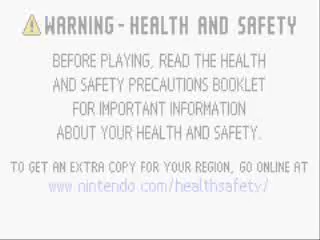 ⚠WARNING - HEALTH AND SAFETY
BEFORE PLAYING, READ THE HEALTH
AND SAFETY PRECAUTIONS BOOKLET
FOR IMPORTANT INFORMATION
ABOUT YOUR HEALTH AND SAFETY.
TO GET AN EXTRA COPY FOR YOUR REGION, GO ONLINE AT
www.nintendo.com/healthsafety/